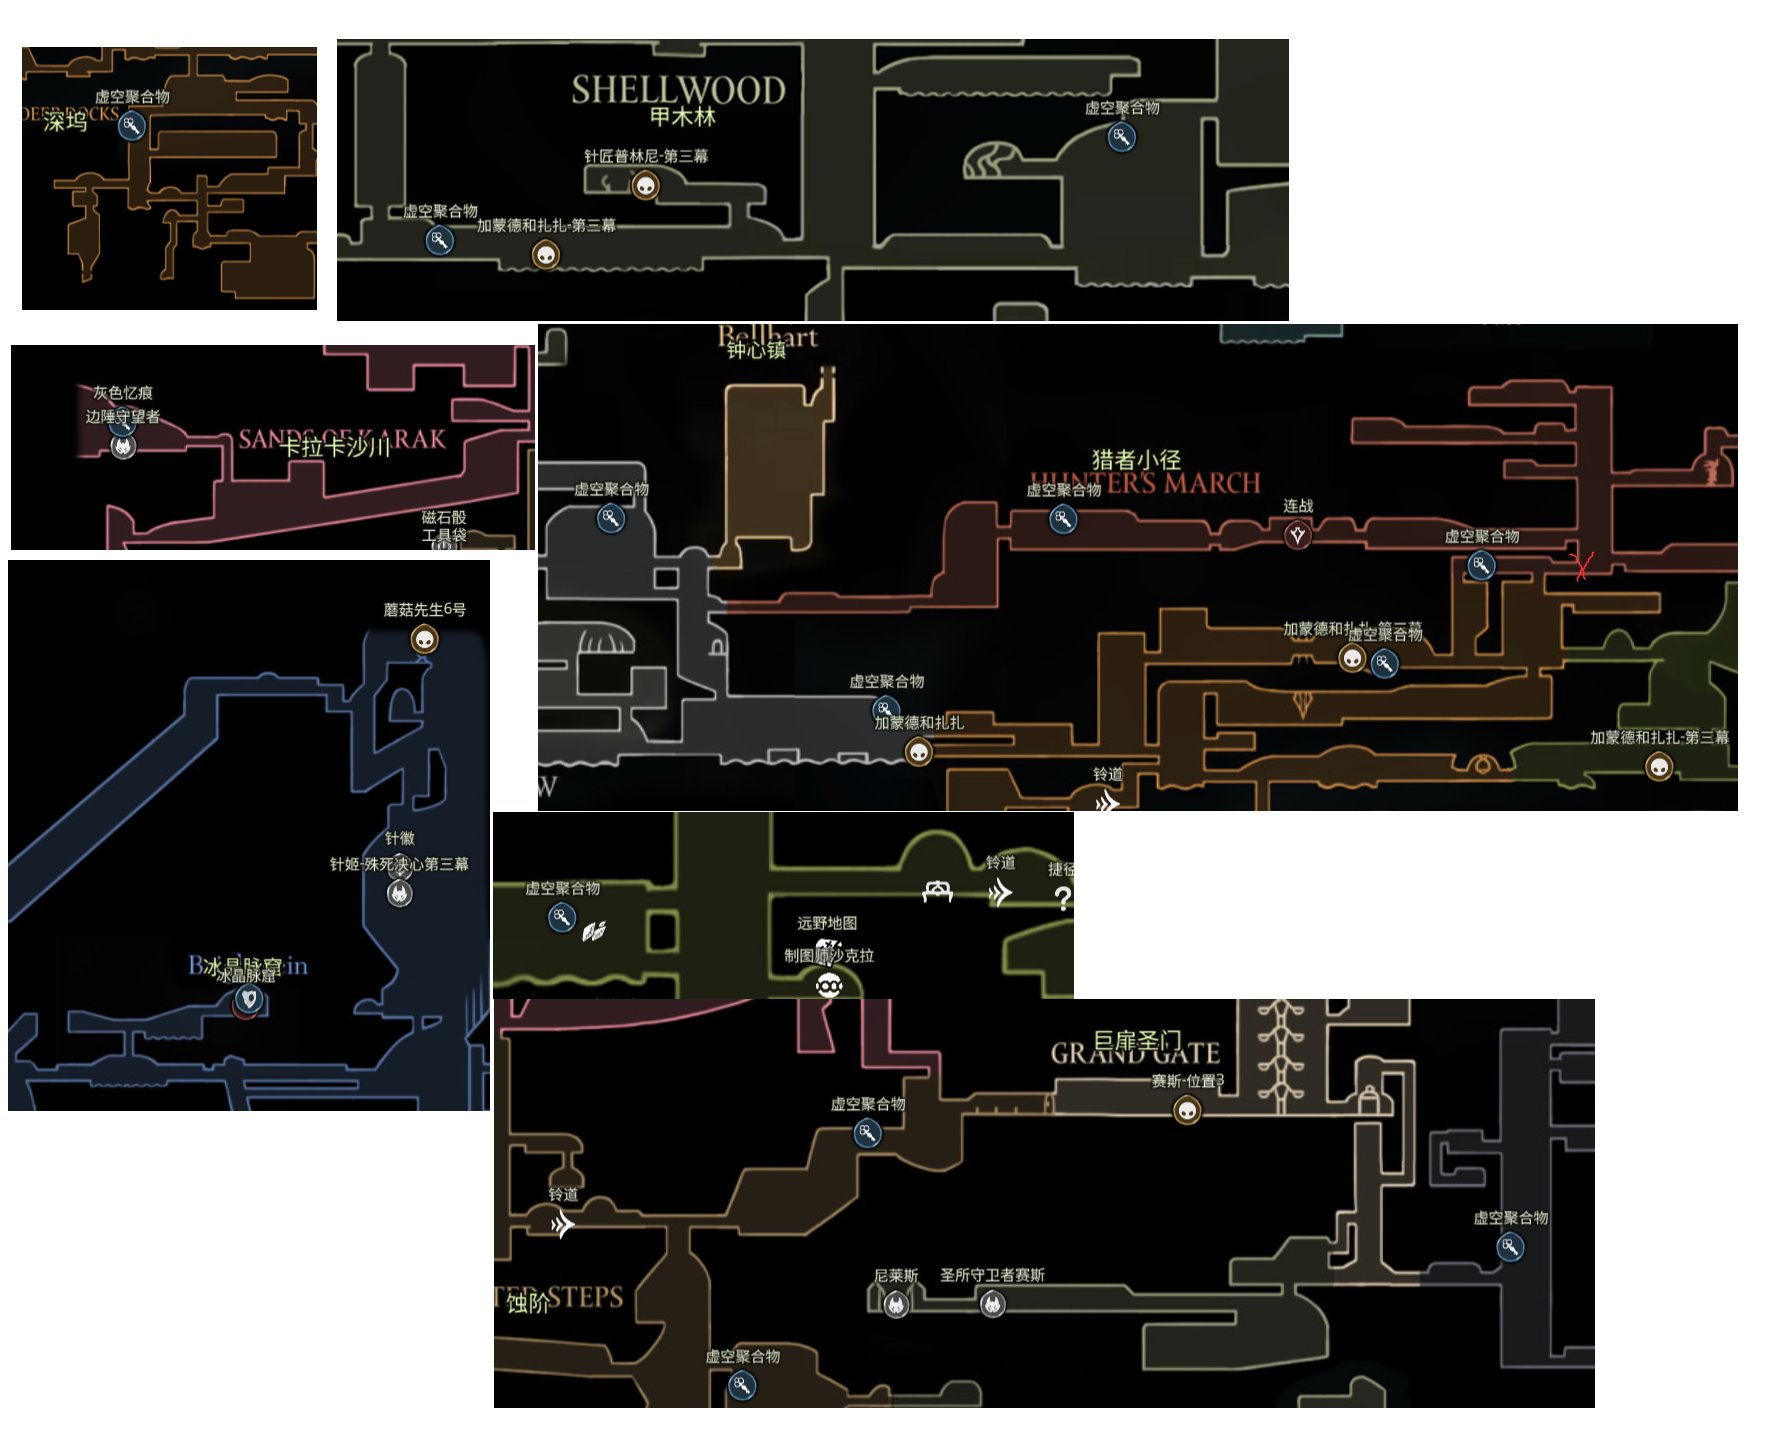 虚空聚合物
DEEP DOCKS
深坞
SHELLWOOD
甲木林
虚空聚合物
针匠普林尼-第三幕
虚空聚合物
加蒙德和扎扎-第三幕
灰色忆痕
边陲守望者
SANDS OF KARAK
卡拉卡沙川
磁石骰
工具袋
Bellhart
钟心镇
猎者小径
HUNTER'S MARCH
虚空聚合物
虚空聚合物
连战
虚空聚合物
加蒙德和扎扎-第三幕
虚空聚合物
虚空聚合物
加蒙德和扎扎
加蒙德和扎扎-第三幕
铃道
W
蘑菇先生6号
针徽
针姬-殊死决心第三幕
冰晶脉窟
冰晶脉窟
虚空聚合物
铃道
捷径
远野地图
制图师沙克拉
巨扉圣门
GRAND GATE
赛斯-位置3
虚空聚合物
铃道
虚空聚合物
尼莱斯
圣所守卫者赛斯
STEPS
蚀阶
虚空聚合物